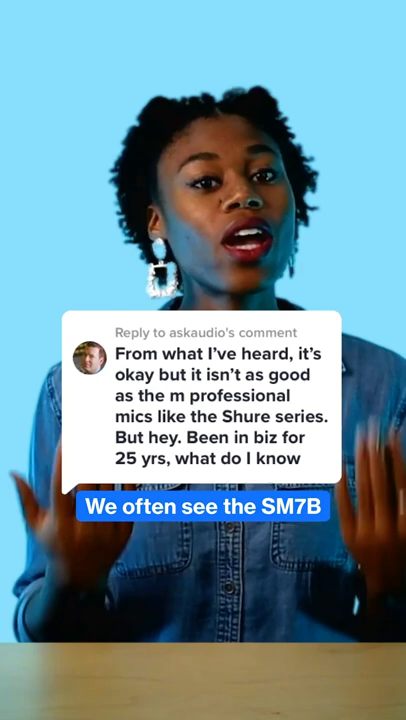 Reply to askaudio's comment
From what I’ve heard, it’s
okay but it isn’t as good
as the m professional
mics like the Shure series.
But hey. Been in biz for
25 yrs, what do I know
We often see the SM7B